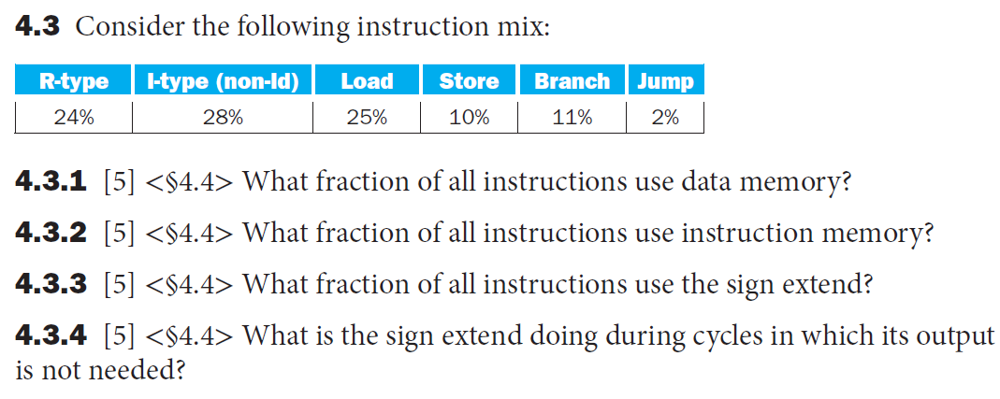 4.3 Consider the following instruction mix:
R-type I-type (non-ld) Load Store Branch Jump
24% 28% 25% 10% 11% 2%
4.3.1 [5] <§4.4> What fraction of all instructions use data memory?
4.3.2 [5] <§4.4> What fraction of all instructions use instruction memory?
4.3.3 [5] <§4.4> What fraction of all instructions use the sign extend?
4.3.4 [5] <§4.4> What is the sign extend doing during cycles in which its output
is not needed?